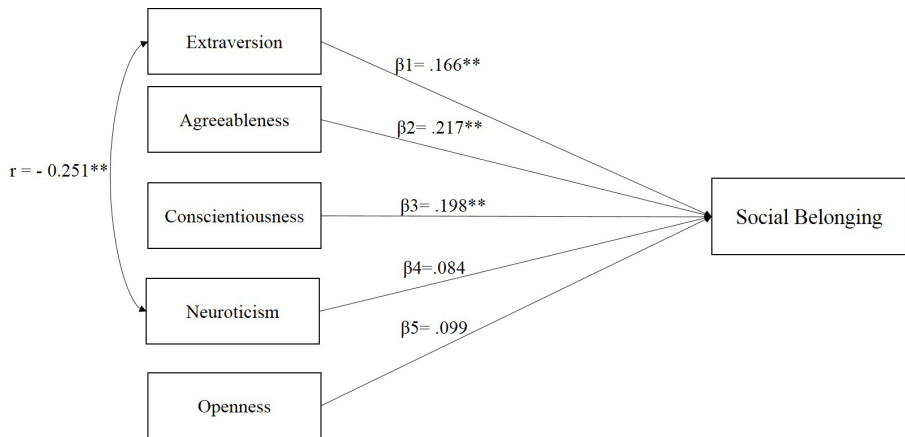 Extraversion
β1= .166**
Agreeableness
β2= .217**
r = - 0.251**
Conscientiousness
β3= .198**
Social Belonging
β4=.084
Neuroticism
β5= .099
Openness